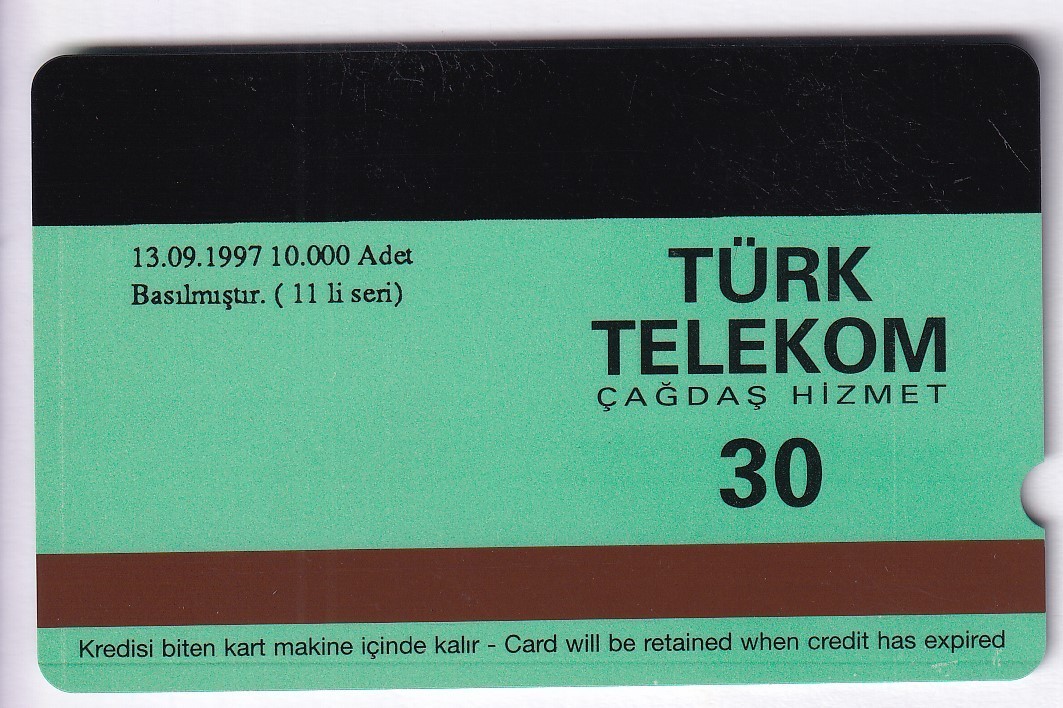 13.09.1997 10.000 Adet
Basılmıştır. ( 11 li seri)
TÜRK
TELEKOM
ÇAĞDAŞ HİZMET
30
Kredisi biten kart makine içinde kalır - Card will be retained when credit has expired